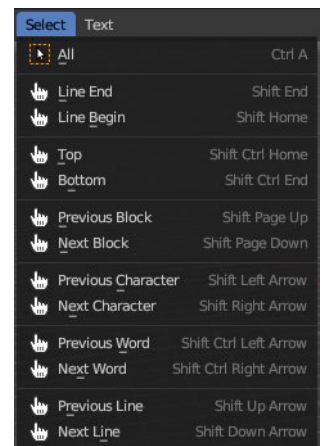 Select Text
All Ctrl A
Line End Shift End
Line Begin Shift Home
Top Shift Ctrl Home
Bottom Shift Ctrl End
Previous Block Shift Page Up
Next Block Shift Page Down
Previous Character Shift Left Arrow
Next Character Shift Right Arrow
Previous Word Shift Ctrl Left Arrow
Next Word Shift Ctrl Right Arrow
Previous Line Shift Up Arrow
Next Line Shift Down Arrow